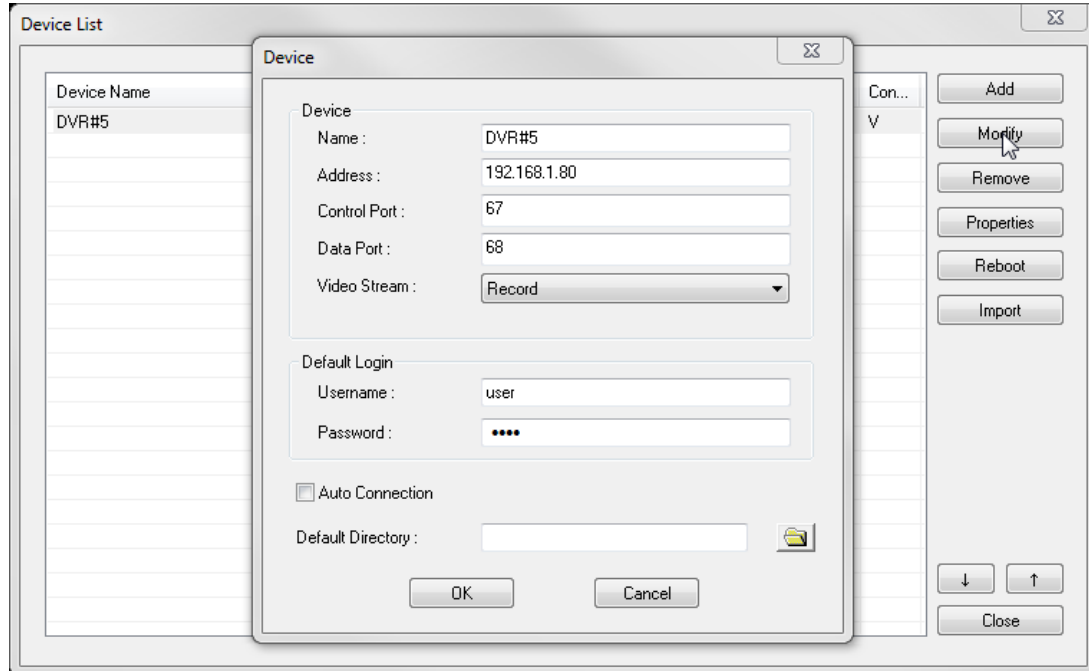 Device List
Device
Device Name
Con...
Add
DVR#5
V
Modify
Remove
Properties
Reboot
Import
Device
Name : DVR#5
Address : 192.168.1.80
Control Port : 67
Data Port : 68
Video Stream : Record
Default Login
Username : user
Password : ••••
Auto Connection
Default Directory :
OK
Cancel
↓ ↑
Close